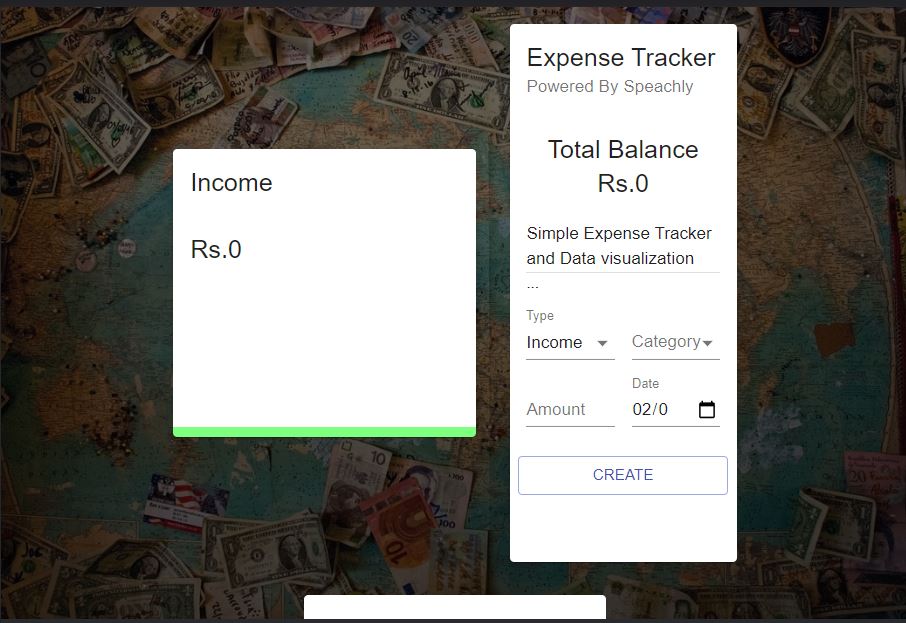 Income
Rs.0
Expense Tracker
Powered By Speachly
Total Balance
Rs.0
Simple Expense Tracker
and Data visualization
...
Type
Income
Category
Amount
Date
02/0
CREATE